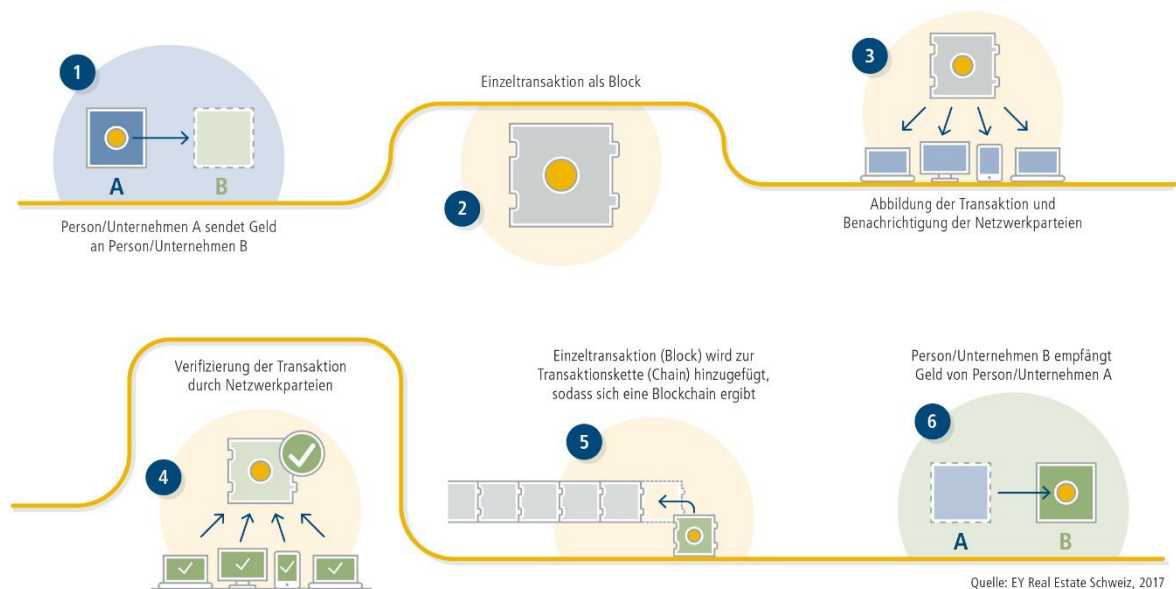 1
A
B
Person/Unternehmen A sendet Geld
an Person/Unternehmen B
Einzeltransaktion als Block
2
3
Abbildung der Transaktion und
Benachrichtigung der Netzwerkparteien
Verifizierung der Transaktion
durch Netzwerkparteien
4
Einzeltransaktion (Block) wird zur
Transaktionskette (Chain) hinzugefügt,
sodass sich eine Blockchain ergibt
5
Person/Unternehmen B empfängt
Geld von Person/Unternehmen A
6
A
B
Quelle: EY Real Estate Schweiz, 2017